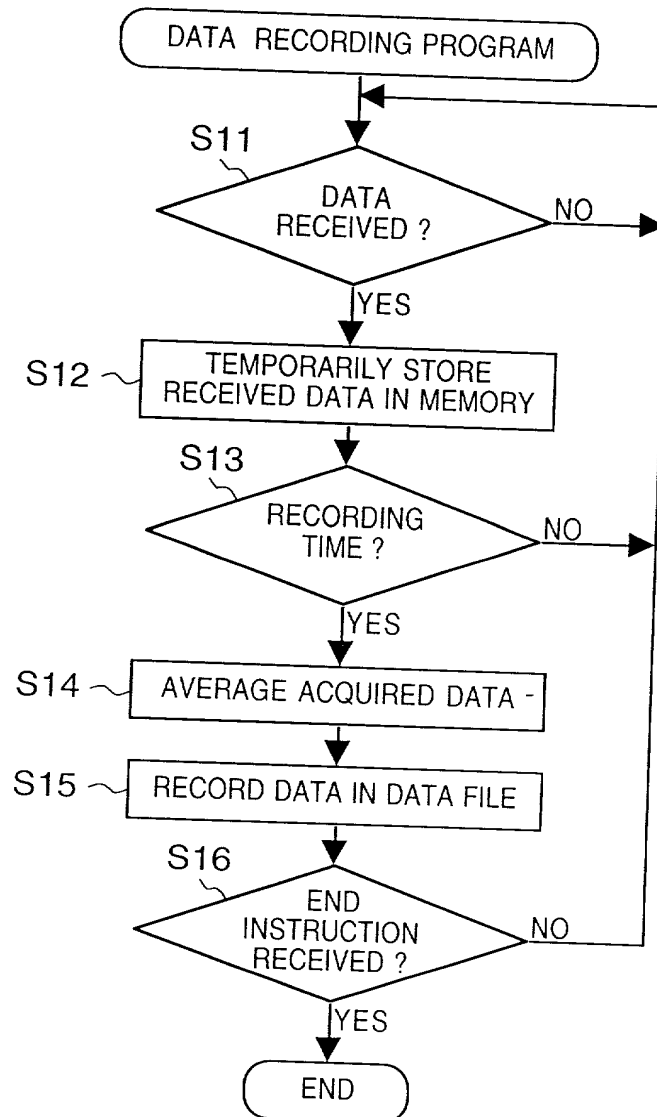 DATA RECORDING PROGRAM
S11
DATA
RECEIVED ?
NO
YES
S12
TEMPORARILY STORE
RECEIVED DATA IN MEMORY
S13
RECORDING
TIME ?
NO
YES
S14
AVERAGE ACQUIRED DATA
S15
RECORD DATA IN DATA FILE
S16
END
INSTRUCTION
RECEIVED ?
NO
YES
END